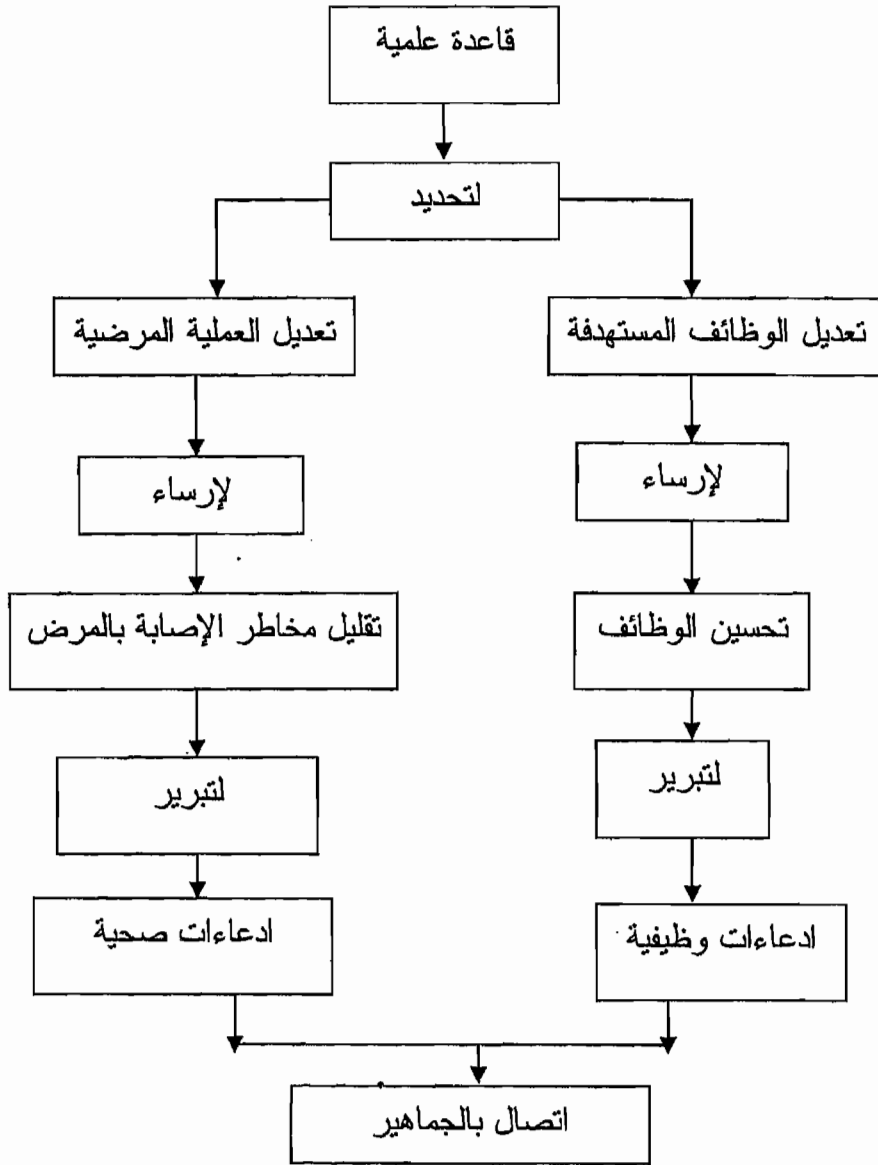 قاعدة علمية
لتحديد
تعديل الوظائف المستهدفة
تعديل العملية المرضية
لإرساء
لإرساء
تحسين الوظائف
تقليل مخاطر الإصابة بالمرض
لتبرير
لتبرير
ادعاءات وظيفية
ادعاءات صحية
اتصال بالجماهير